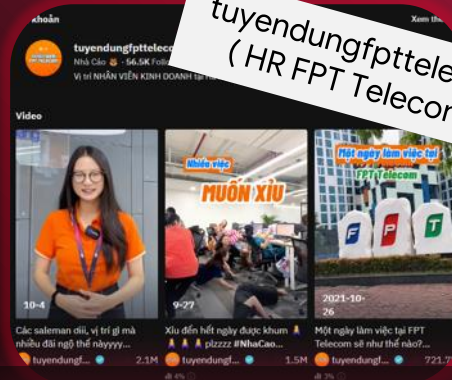 khoản
Xem th
tuyendungfpttele
( HR FPT Telecom
tuyendungfpttelec
Nhà Cáo 🦊 · 56.5K Follo
Vị trí NHÂN VIÊN KINH DOANH tại
Video
Nhiều việc
MUỐN XỈU
Một ngày làm việc tại
FPT Telecom
F P T
10-4
9-27
2021-10-
26
Các saleman oiii, vị trí gì mà
nhiều đãi ngộ thế nàyyyy...
Xỉu đến hết ngày được khum
plzzzz #NhaCao...
Một ngày làm việc tại FPT
Telecom sẽ như thế nào?...
tuyendungf...
2.1M
tuyendungf...
1.5M
tuyendungf...
721.7